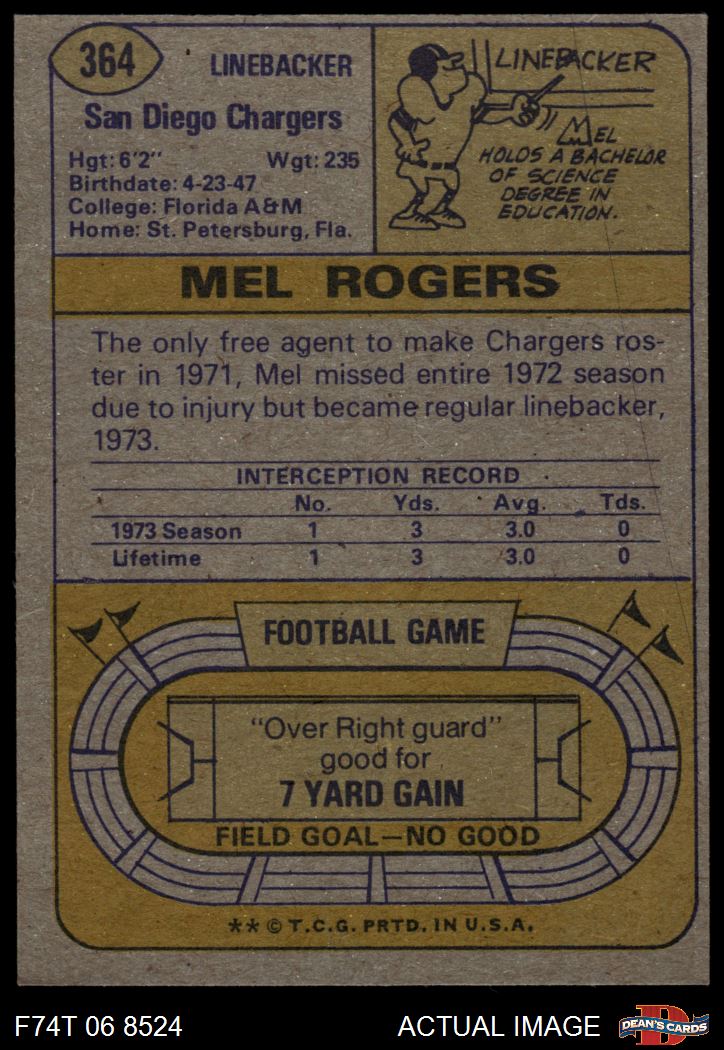 364
LINEBACKER
San Diego Chargers
Hgt: 6'2" Wgt: 235
Birthdate: 4-23-47
College: Florida A&M
Home: St. Petersburg, Fla.
LINEBACKER
MEL
HOLDS A BACHELOR
OF SCIENCE
DEGREE IN
EDUCATION.
MEL ROGERS
The only free agent to make Chargers ros-
ter in 1971, Mel missed entire 1972 season
due to injury but became regular linebacker,
1973.
INTERCEPTION RECORD
No. Yds. Avg. Tds.
1973 Season 1 3 3.0 0
Lifetime 1 3 3.0 0
FOOTBALL GAME
"Over Right guard"
good for
7 YARD GAIN
FIELD GOAL—NO GOOD
** © T.C.G. PRTD. IN U.S.A.
F74T 06 8524 ACTUAL IMAGE
D
DEAN'S CARDS